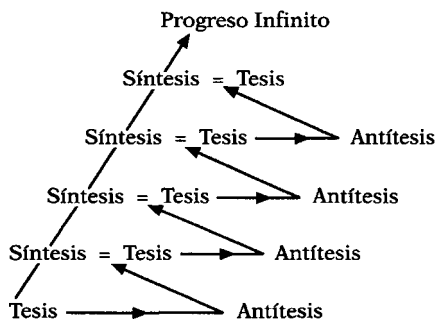 Progreso Infinito
Síntesis = Tesis
Síntesis = Tesis Antítesis
Síntesis = Tesis Antítesis
Síntesis = Tesis Antítesis
Tesis Antítesis